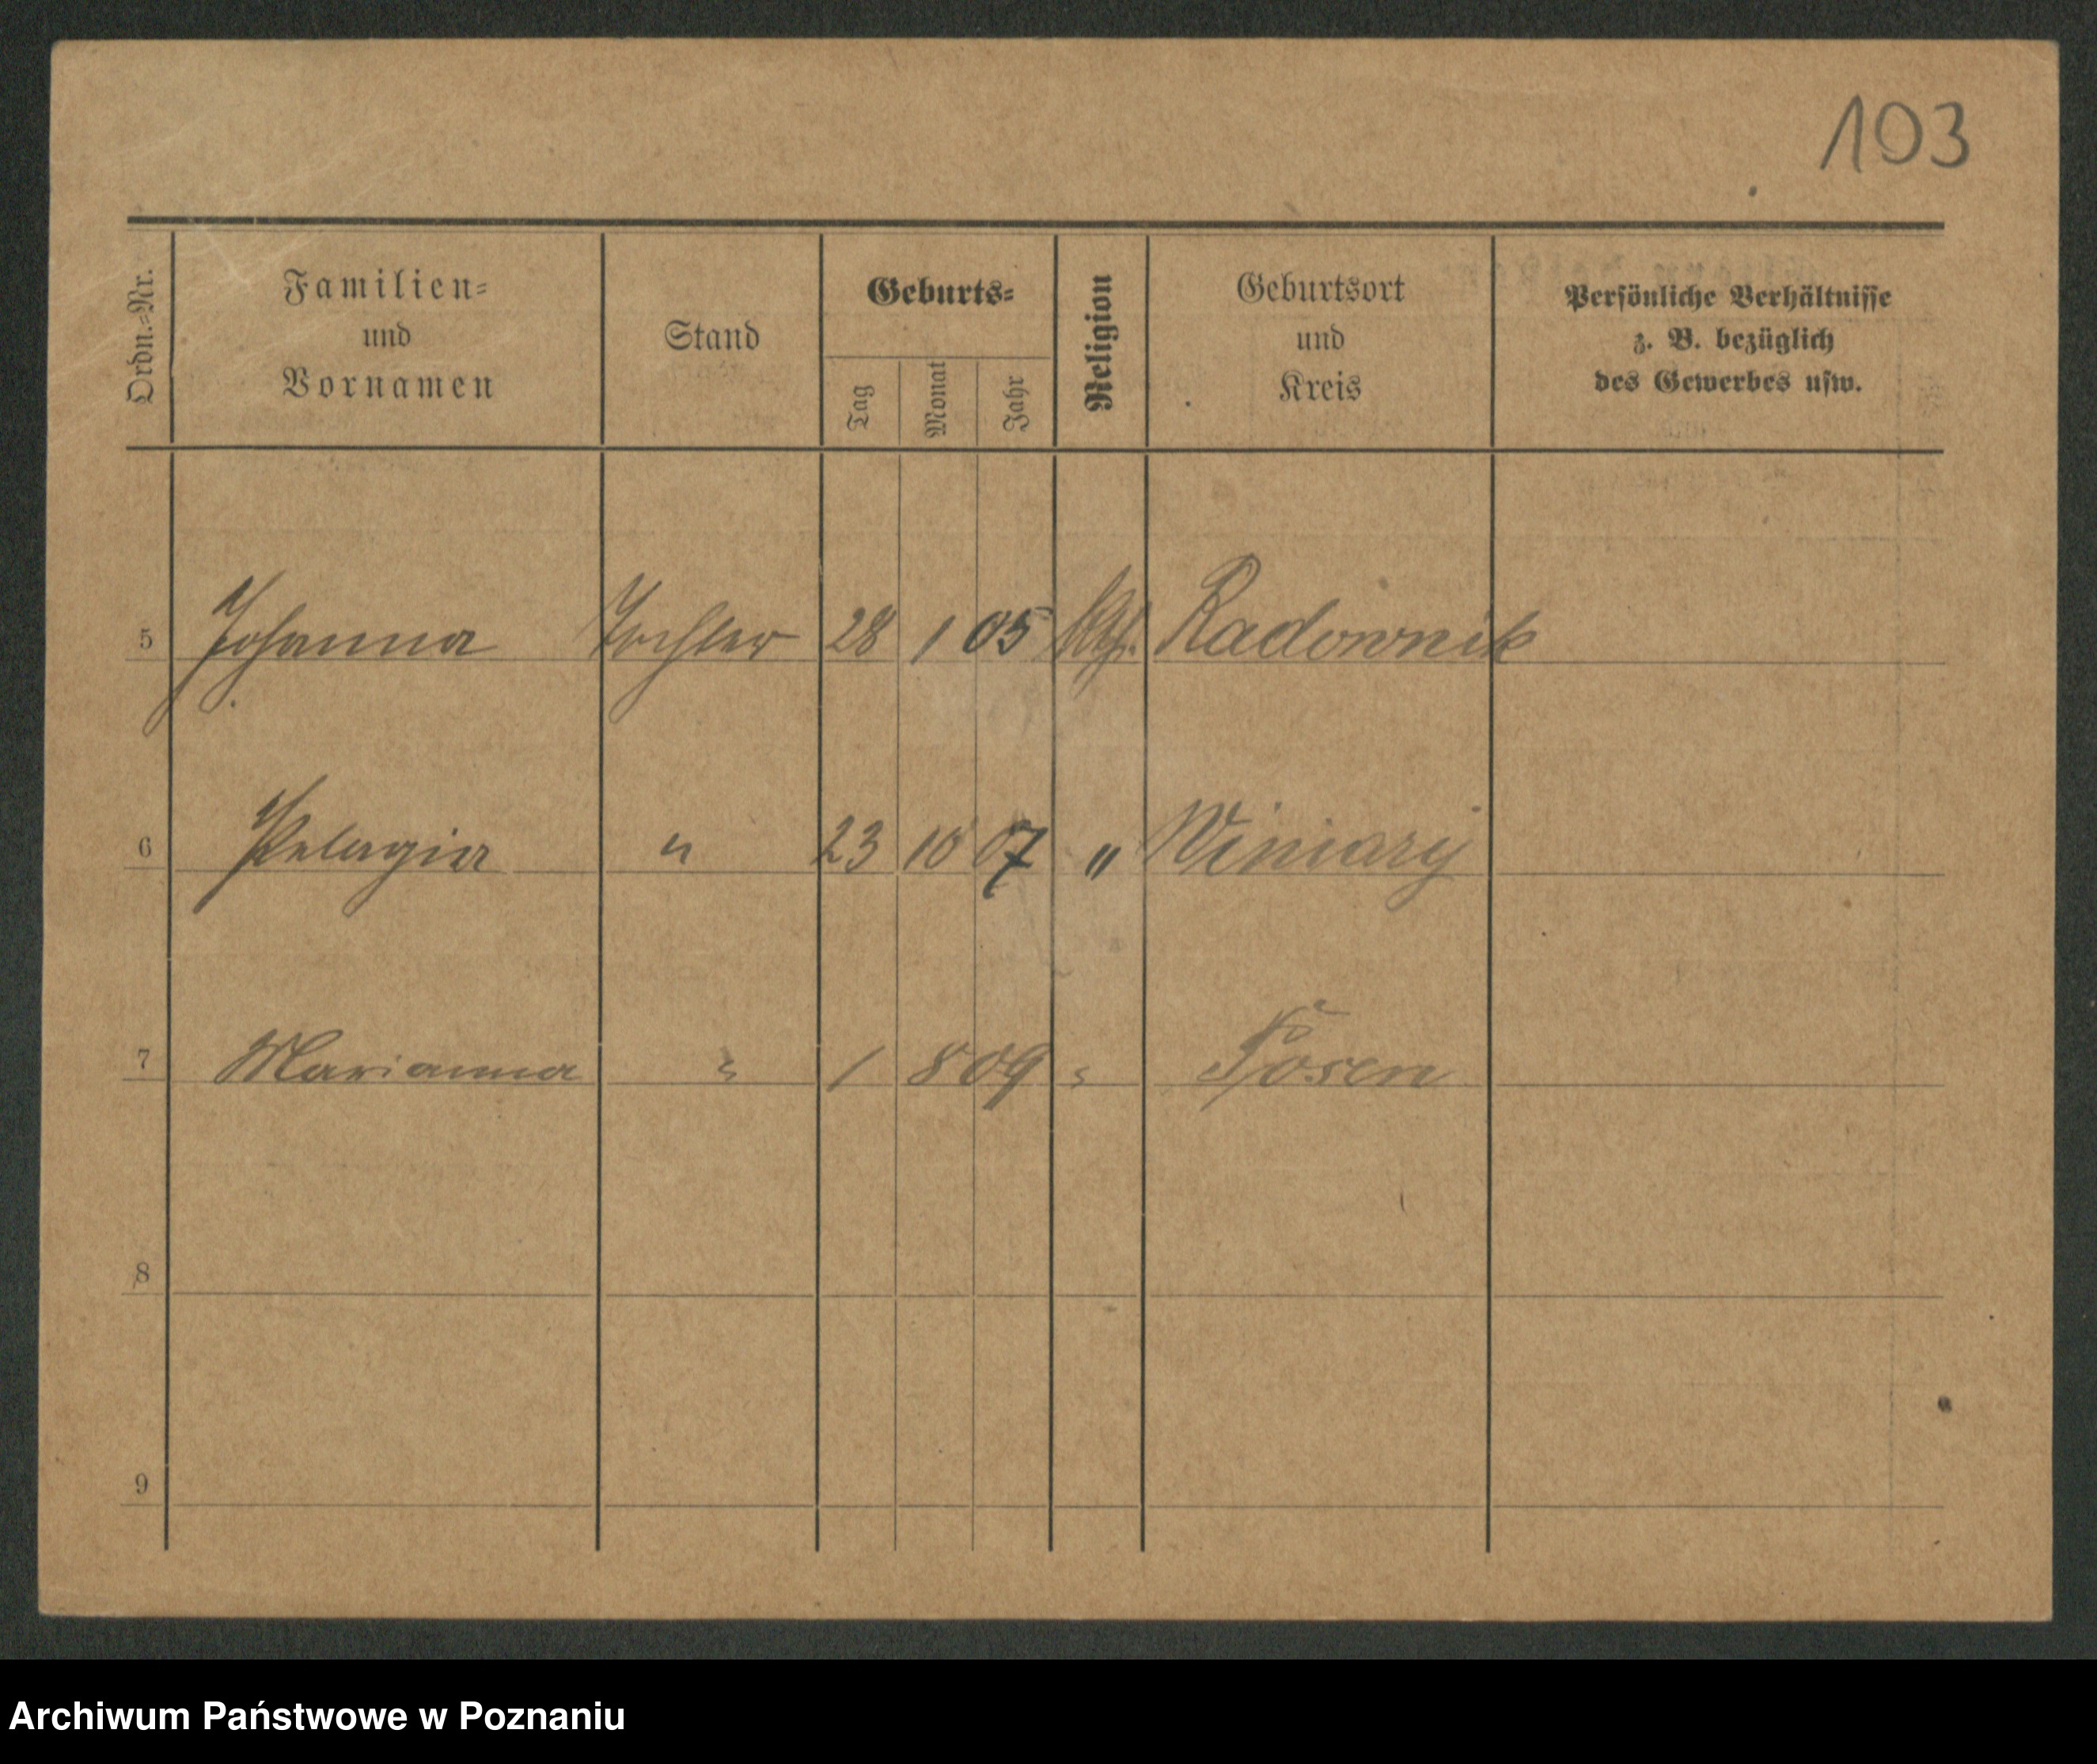 103
Ordn.-Nr.
Familien-
und
Vornamen
Stand
Geburts-
Tag
Monat
Jahr
Religion
Geburtsort
und
Kreis
Persönliche Verhältnisse
z. B. bezüglich
des Gewerbes usw.
5 Johanna Tochter 28 1 05 kth. Radownik
6 Pelagia " 23 10 07 " Winiary
7 Marianna " 1 8 09 " Posen
8
9
Archiwum Państwowe w Poznaniu